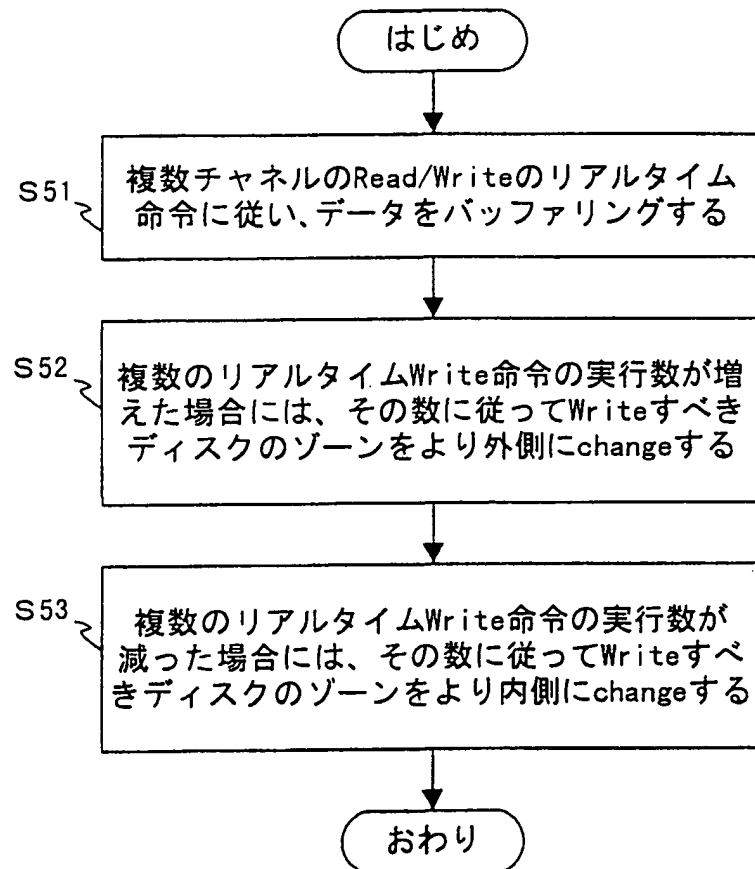 はじめ
S51
複数チャネルのRead/Writeのリアルタイム
命令に従い、データをバッファリングする
S52
複数のリアルタイムWrite命令の実行数が増
えた場合には、その数に従ってWriteすべき
ディスクのゾーンをより外側にchangeする
S53
複数のリアルタイムWrite命令の実行数が
減った場合には、その数に従ってWriteすべ
きディスクのゾーンをより内側にchangeする
おわり